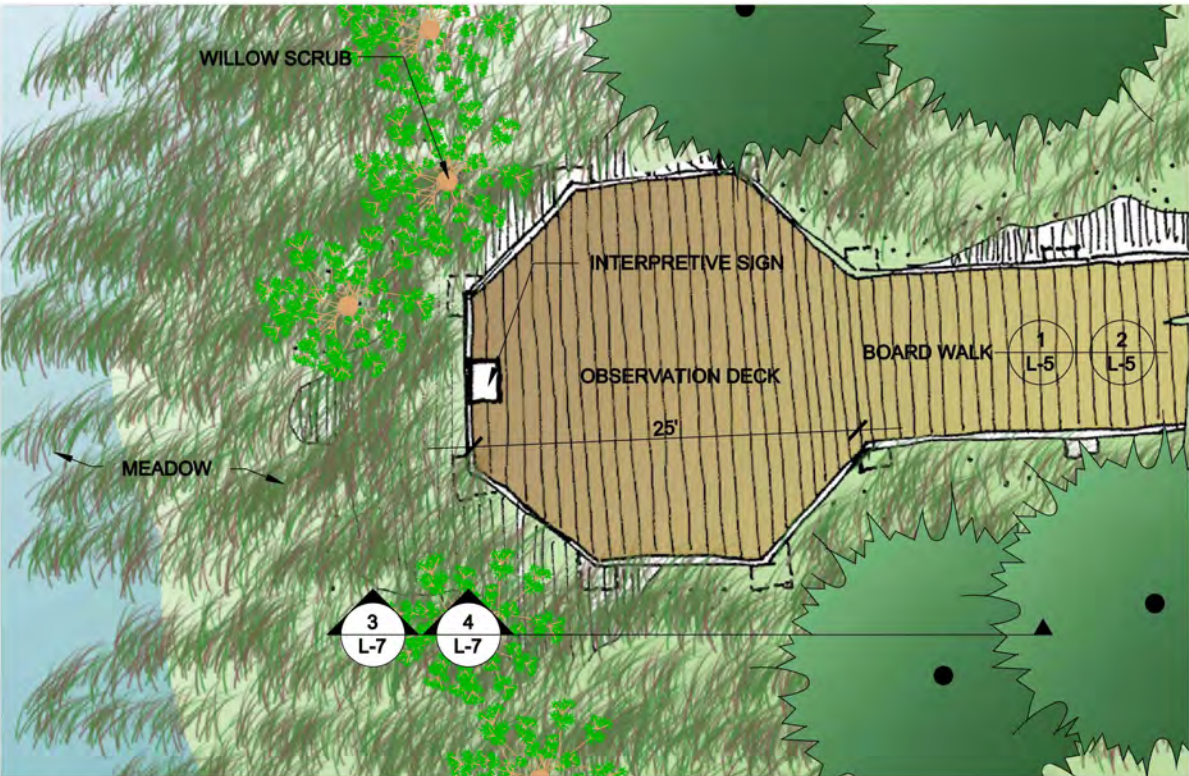 WILLOW SCRUB
INTERPRETIVE SIGN
BOARD WALK
1
L-5
2
L-5
OBSERVATION DECK
25'
MEADOW
3
L-7
4
L-7